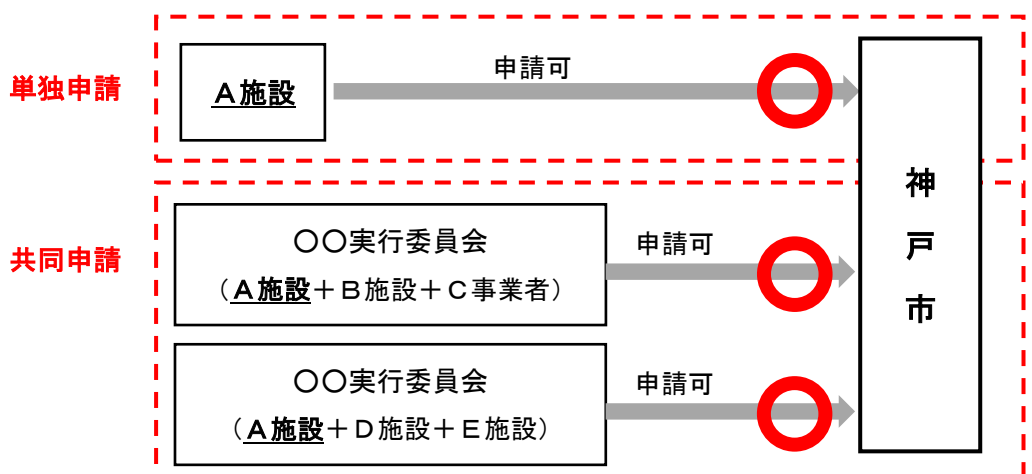 単独申請
A施設
申請可
神戸市
共同申請
〇〇実行委員会
（A施設＋B施設＋C事業者）
申請可
〇〇実行委員会
（A施設＋D施設＋E施設）
申請可